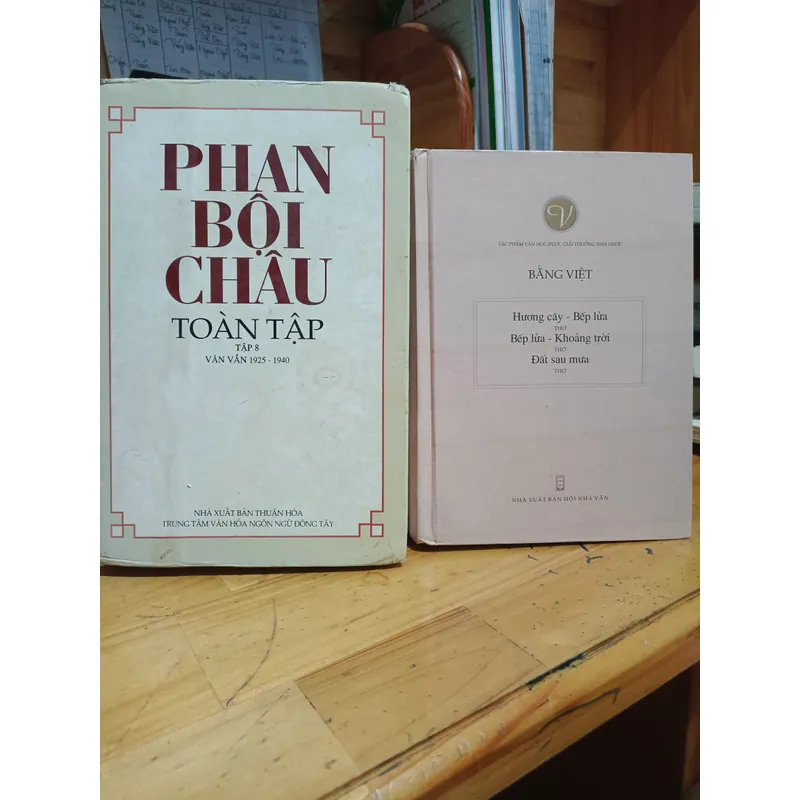 PHAN
BỘI
CHÂU
TOÀN TẬP
TẬP 8
VĂN VẦN 1925 - 1940
NHÀ XUẤT BẢN THUẬN HÓA
TRUNG TÂM VĂN HÓA NGÔN NGỮ ĐÔNG TÂY
V
TÁC PHẨM VĂN HỌC ĐƯỢC GIẢI THƯỞNG NHÀ NƯỚC
BẰNG VIỆT
Hương cây - Bếp lửa
THƠ
Bếp lửa - Khoảng trời
THƠ
Đất sau mưa
THƠ
NHÀ XUẤT BẢN HỘI NHÀ VĂN